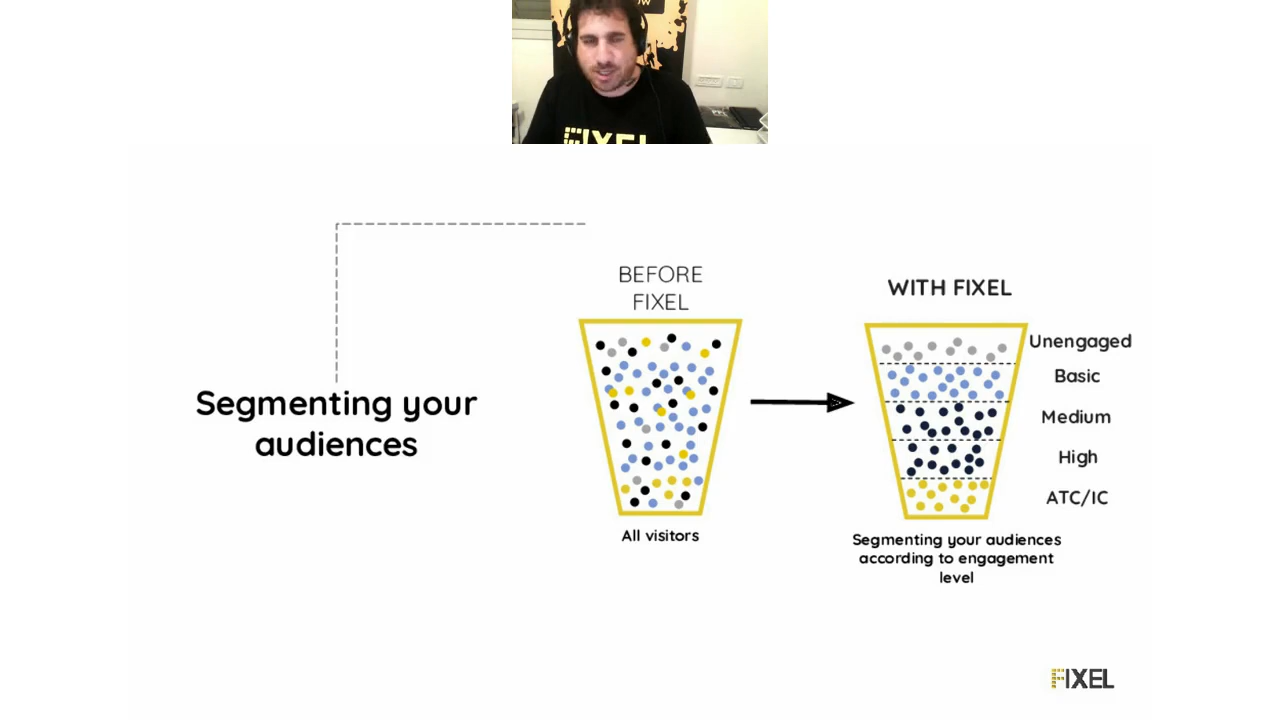 FIXEL
Segmenting your
audiences
BEFORE
FIXEL
All visitors
WITH FIXEL
Unengaged
Basic
Medium
High
ATC/IC
Segmenting your audiences
according to engagement
level
FIXEL